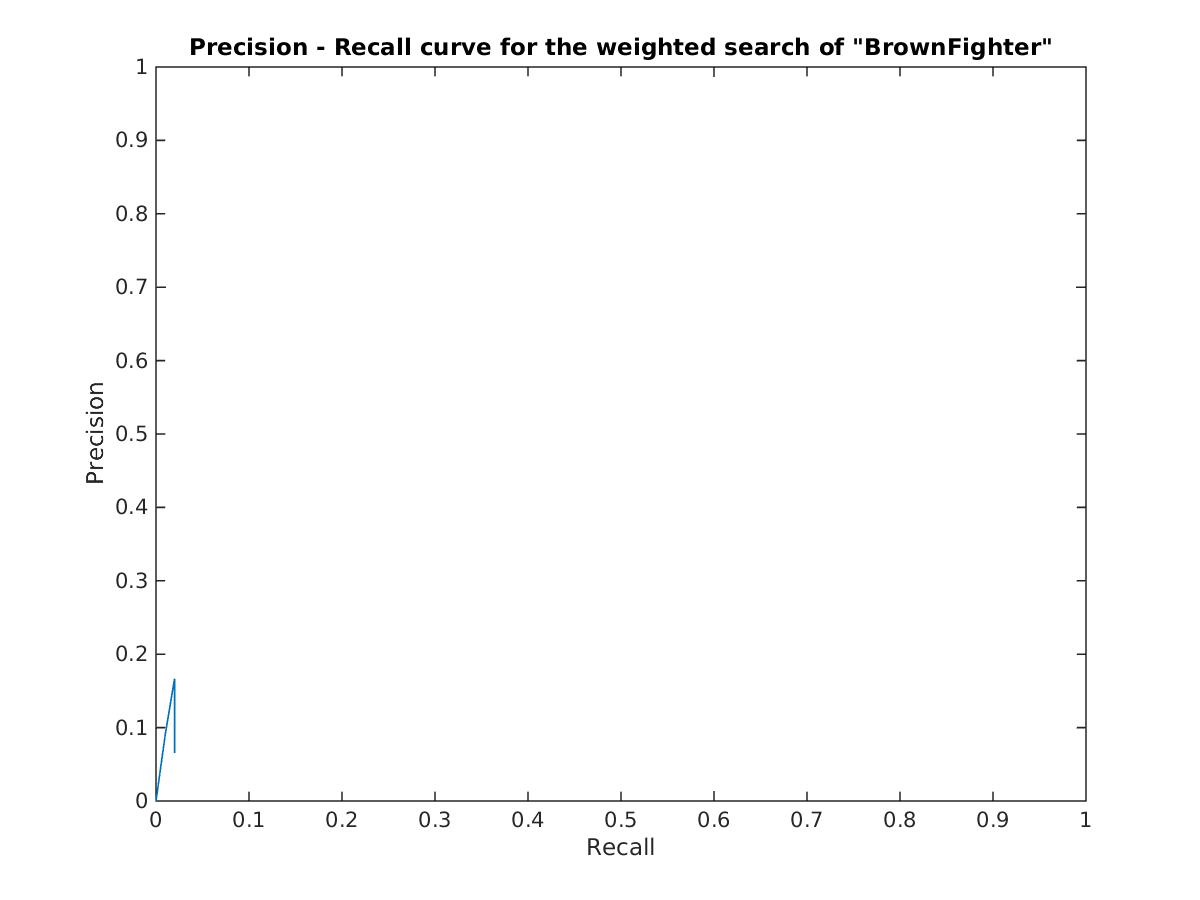 Precision - Recall curve for the weighted search of "BrownFighter"
1
0.9
0.8
0.7
0.6
0.5
0.4
0.3
0.2
0.1
0
Precision
0 0.1 0.2 0.3 0.4 0.5 0.6 0.7 0.8 0.9 1
Recall